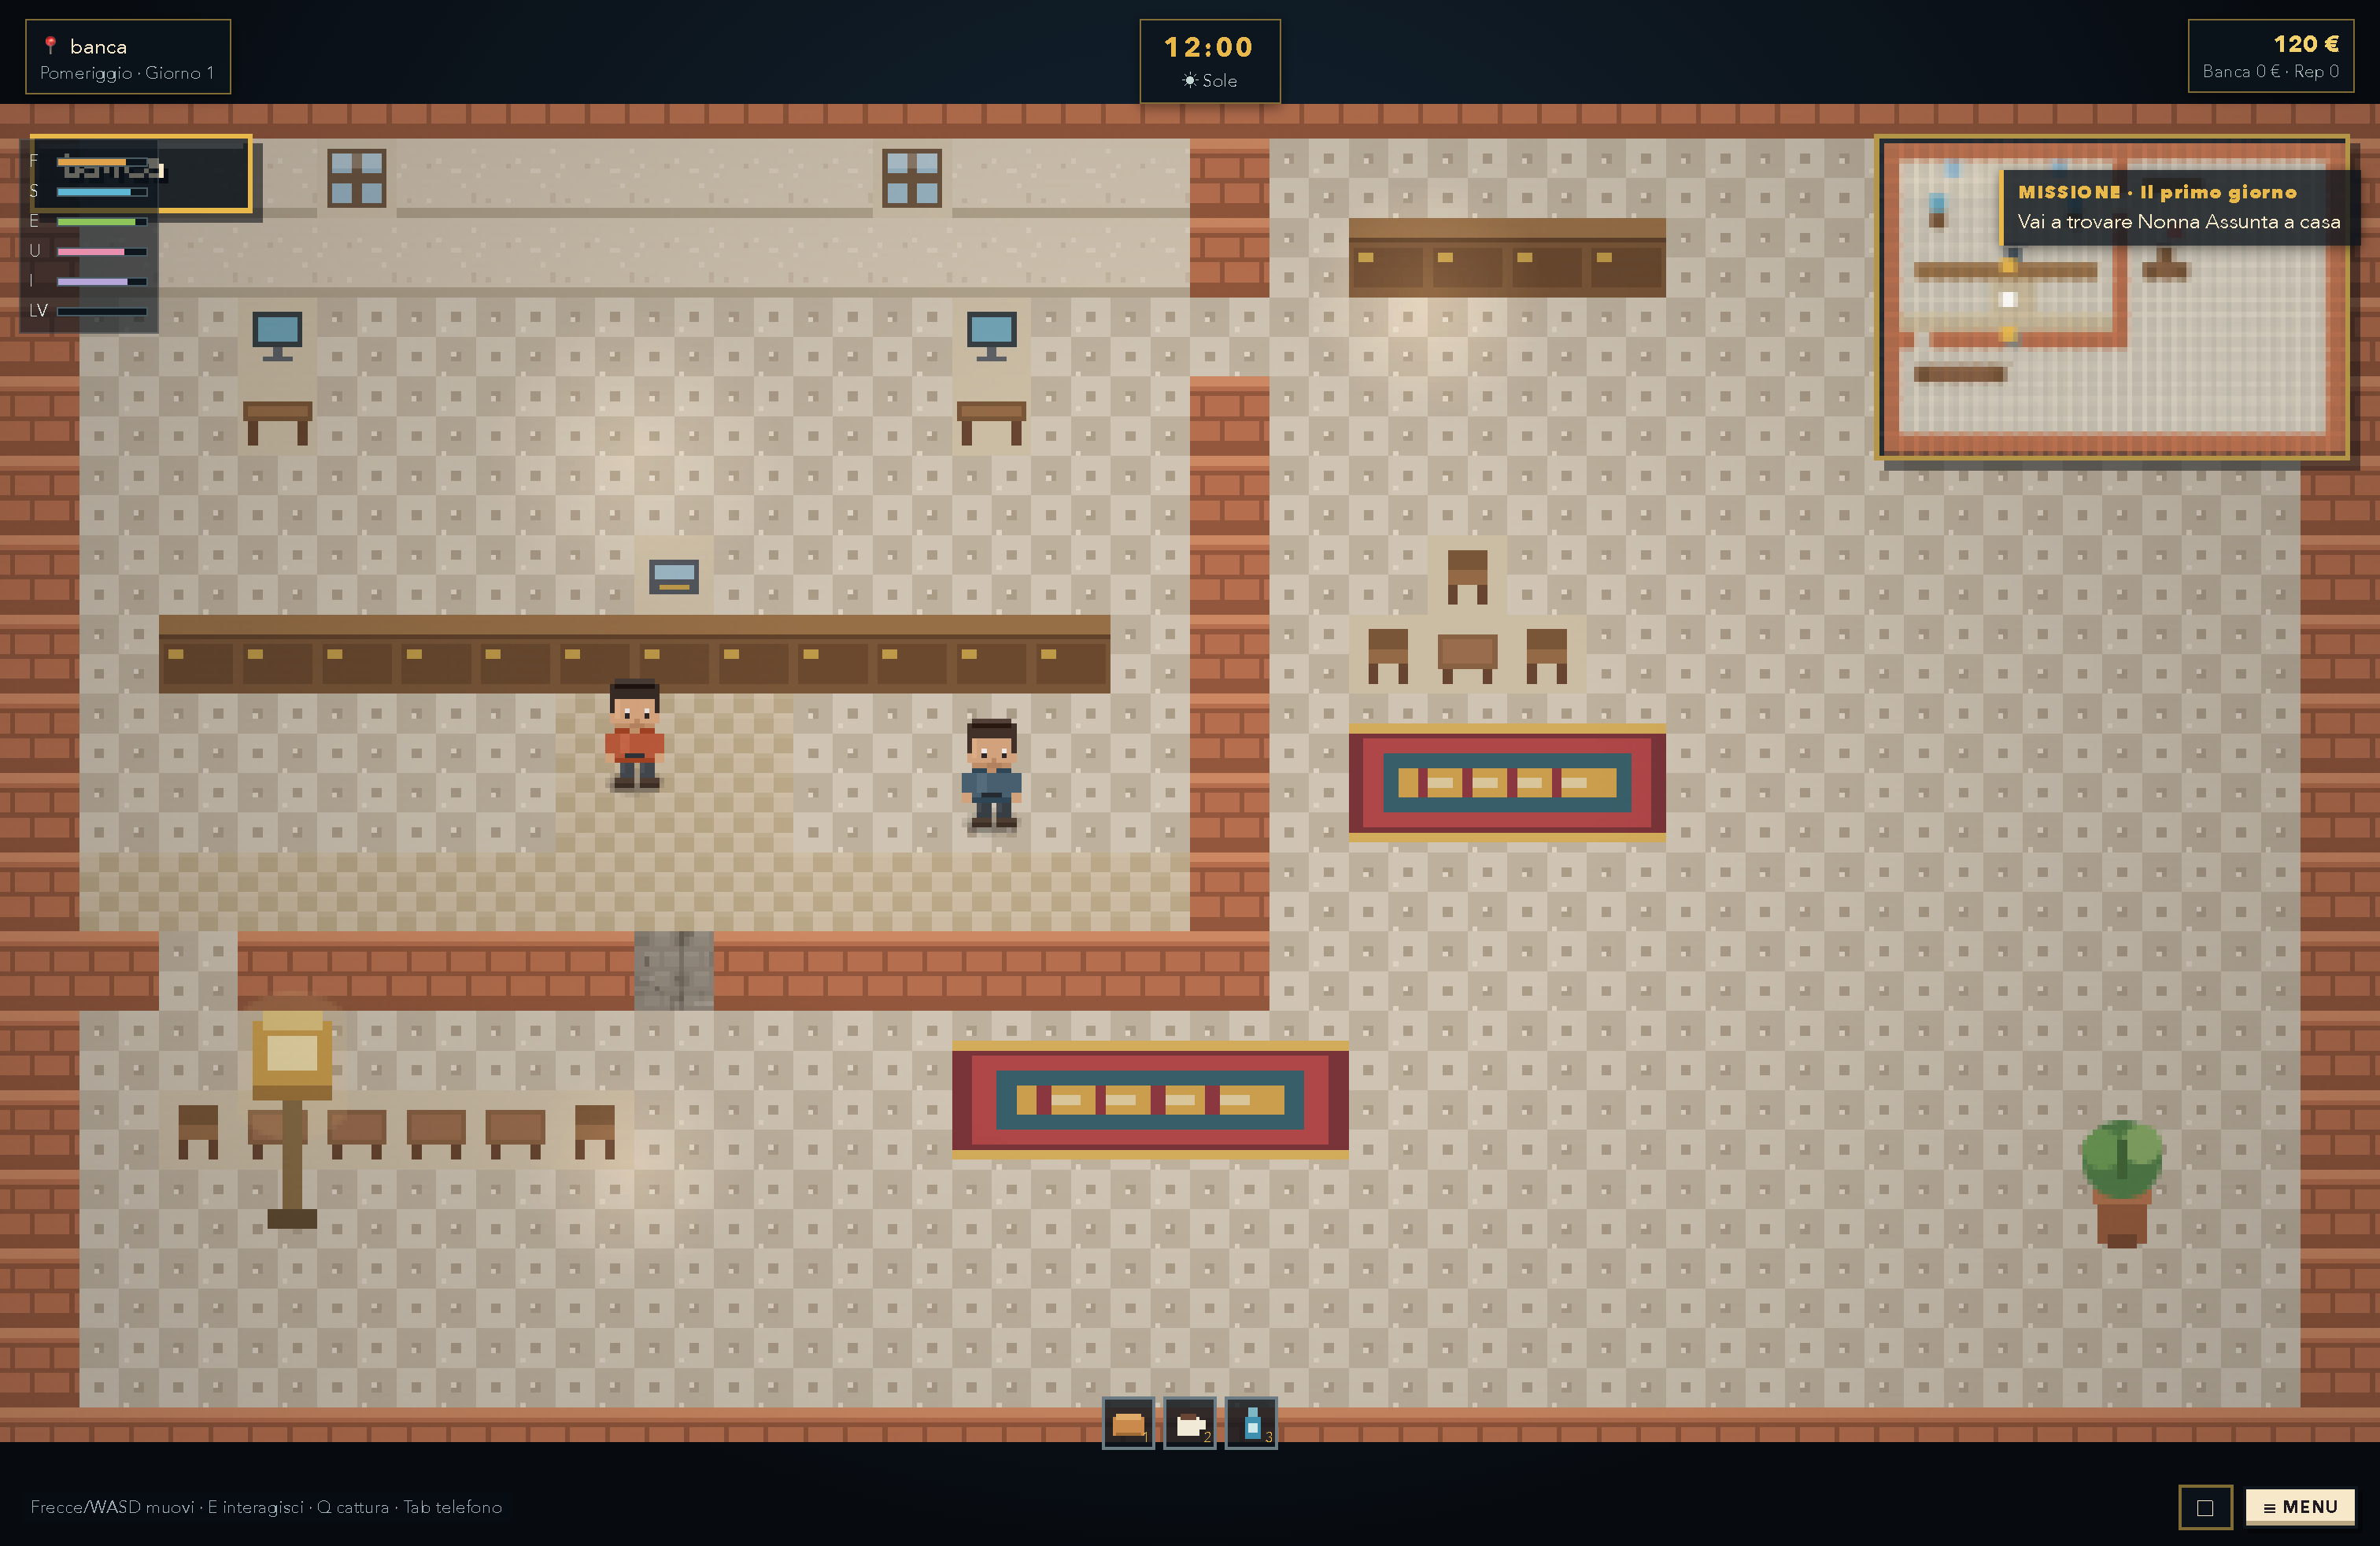 banca
Pomeriggio · Giorno 1
12:00
Sole
120 €
Banca 0 € · Rep 0
F
S
E
U
I
LV
MISSIONE · Il primo giorno
Vai a trovare Nonna Assunta a casa
1
2
3
Frecce/WASD muovi · E interagisci · Q cattura · Tab telefono
≡ MENU